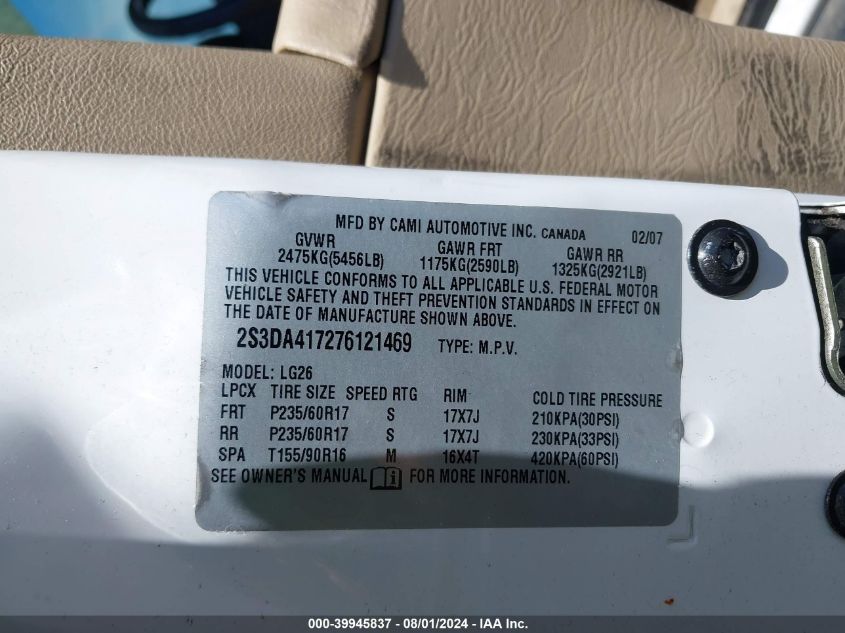 MFD BY CAMI AUTOMOTIVE INC. CANADA 02/07
GVWR GAWR FRT GAWR RR
2475KG(5456LB) 1175KG(2590LB) 1325KG(2921LB)
THIS VEHICLE CONFORMS TO ALL APPLICABLE U.S. FEDERAL MOTOR
VEHICLE SAFETY AND THEFT PREVENTION STANDARDS IN EFFECT ON
THE DATE OF MANUFACTURE SHOWN ABOVE.
2S3DA417276121469 TYPE: M.P.V.
MODEL: LG26
LPCX TIRE SIZE SPEED RTG RIM COLD TIRE PRESSURE
FRT P235/60R17 S 17X7J 210KPA(30PSI)
RR P235/60R17 S 17X7J 230KPA(33PSI)
SPA T155/90R16 M 16X4T 420KPA(60PSI)
SEE OWNER'S MANUAL i FOR MORE INFORMATION.
000-39945837 - 08/01/2024 - IAA Inc.